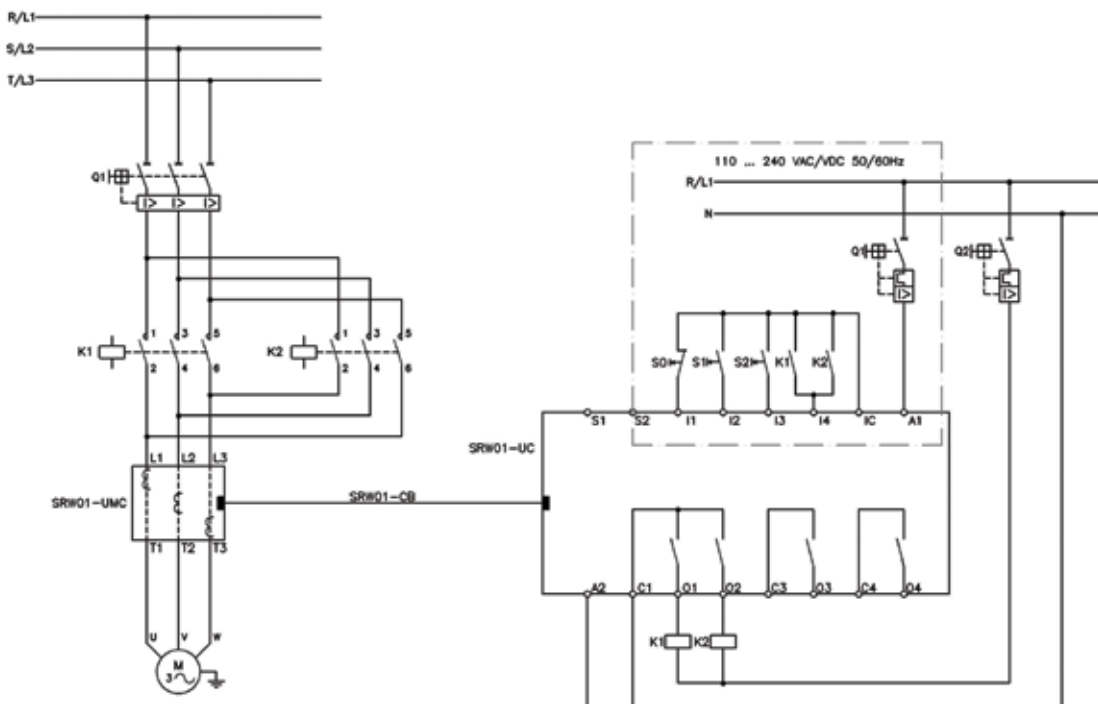 R/L1
S/L2
T/L3
Q1
I> I> I>
K1
1 3 5
2 4 6
K2
1 3 5
2 4 6
L1 L2 L3
SRW01-UMC
T1 T2 T3
SRW01-CB
U V W
M
3
110 ... 240 VAC/VDC 50/60Hz
R/L1
N
Q1
I>
Q2
I>
S0 S1 S2 K1 K2
S1 S2 I1 I2 I3 I4 IC A1
SRW01-UC
A2 C1 O1 O2 C3 O3 C4 O4
K1 K2